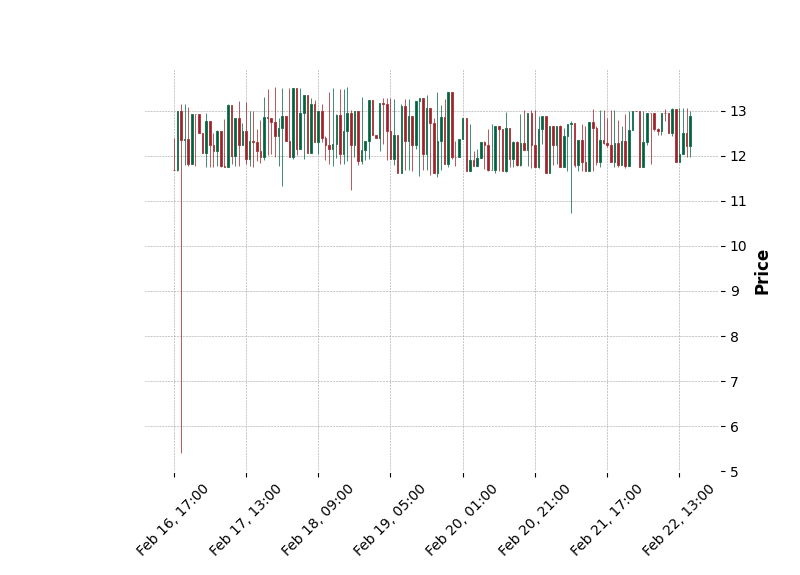 13
12
11
10
9
8
7
6
5
Price
Feb 16, 17:00
Feb 17, 13:00
Feb 18, 09:00
Feb 19, 05:00
Feb 20, 01:00
Feb 20, 21:00
Feb 21, 17:00
Feb 22, 13:00